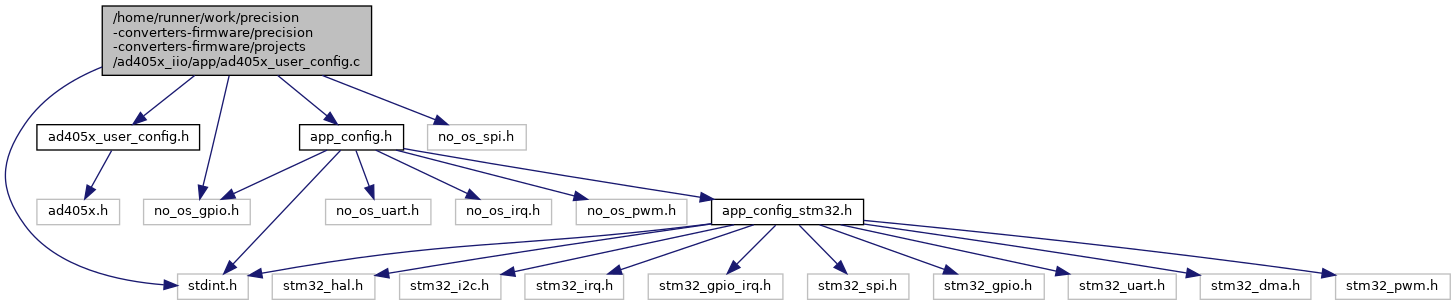 /home/runner/work/precision
-converters-firmware/precision
-converters-firmware/projects
/ad405x_iio/app/ad405x_user_config.c
ad405x_user_config.h
app_config.h
no_os_spi.h
ad405x.h
no_os_gpio.h
no_os_uart.h
no_os_irq.h
no_os_pwm.h
app_config_stm32.h
stdint.h
stm32_hal.h
stm32_i2c.h
stm32_irq.h
stm32_gpio_irq.h
stm32_spi.h
stm32_gpio.h
stm32_uart.h
stm32_dma.h
stm32_pwm.h